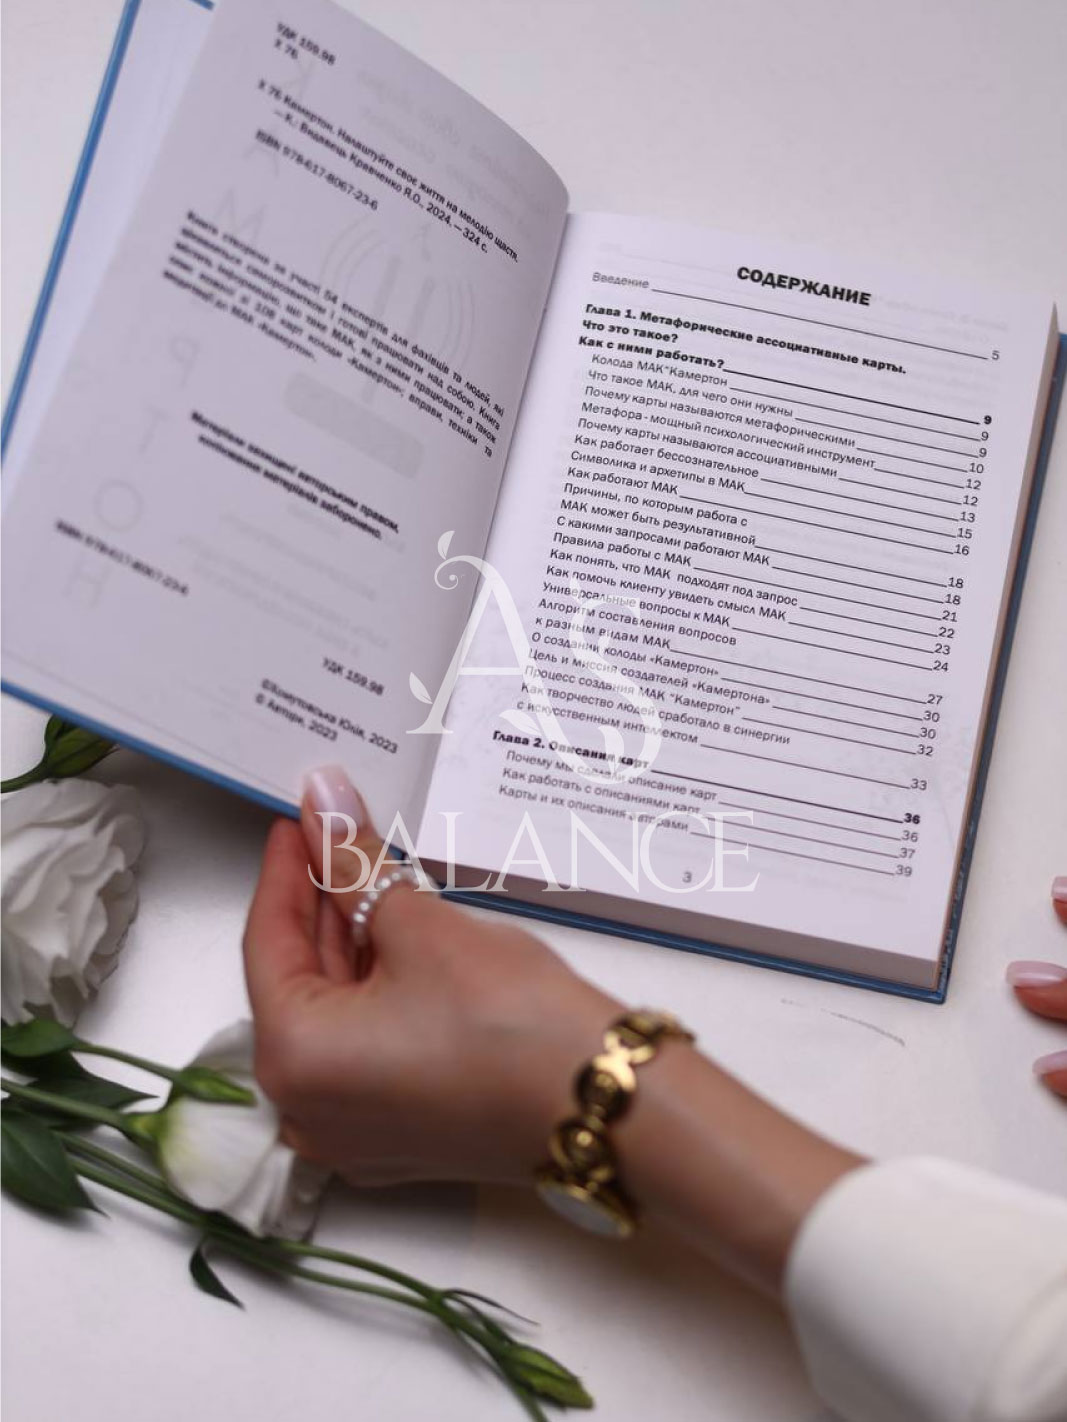 УДК 159.98
Х 76
Х 76 Камертон. Налаштуйте своє життя на мелодію щастя.
— К.: Видавець Кравченко Я.О., 2024. — 324 с.
ISBN 978-617-8067-23-6
Книга створена за участі 54 експертів для фахівців та людей, які
цікавляться саморозвитком і готові працювати над собою. Книга
містить інформацію, що таке МАК, як з ними працювати; а також
опис кожної зі 108 карт колоди «Камертон»; вправи, техніки та
медитації до МАК «Камертон».
Матеріали захищені авторським правом,
копіювання матеріалів заборонено.
ISBN 978-617-8067-23-6
УДК 159.98
© Автори, 2023
СОДЕРЖАНИЕ
Введение 5
Глава 1. Метафорические ассоциативные карты.
Что это такое?
Как с ними работать? 9
Колода МАК"Камертон 9
Что такое МАК, для чего они нужны 9
Почему карты называются метафорическими 10
Метафора - мощный психологический инструмент 12
Почему карты называются ассоциативными 12
Как работает бессознательное 13
Символика и архетипы в МАК 15
Как работают МАК 16
Причины, по которым работа с
МАК может быть результативной 18
С какими запросами работают МАК 18
Правила работы с МАК 21
Как понять, что МАК подходят под запрос 22
Как помочь клиенту увидеть смысл МАК 23
Универсальные вопросы к МАК 24
Алгоритм составления вопросов
к разным видам МАК 27
О создании колоды «Камертон» 30
Цель и миссия создателей «Камертона» 30
Процесс создания МАК "Камертон" 32
Как творчество людей сработало в синергии
с искусственным интеллектом 33
Глава 2. Описания карт 36
Почему мы сделали описание карт 36
Как работать с описаниями карт 37
Карты и их описания авторами 39
3
AS
BALANCE